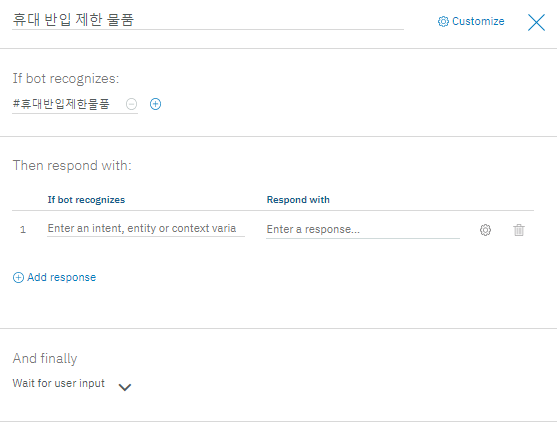 휴대 반입 제한 물품
Customize
If bot recognizes:
#휴대반입제한물품
Then respond with:
If bot recognizes Respond with
1 Enter an intent, entity or context varia Enter a response...
Add response
And finally
Wait for user input